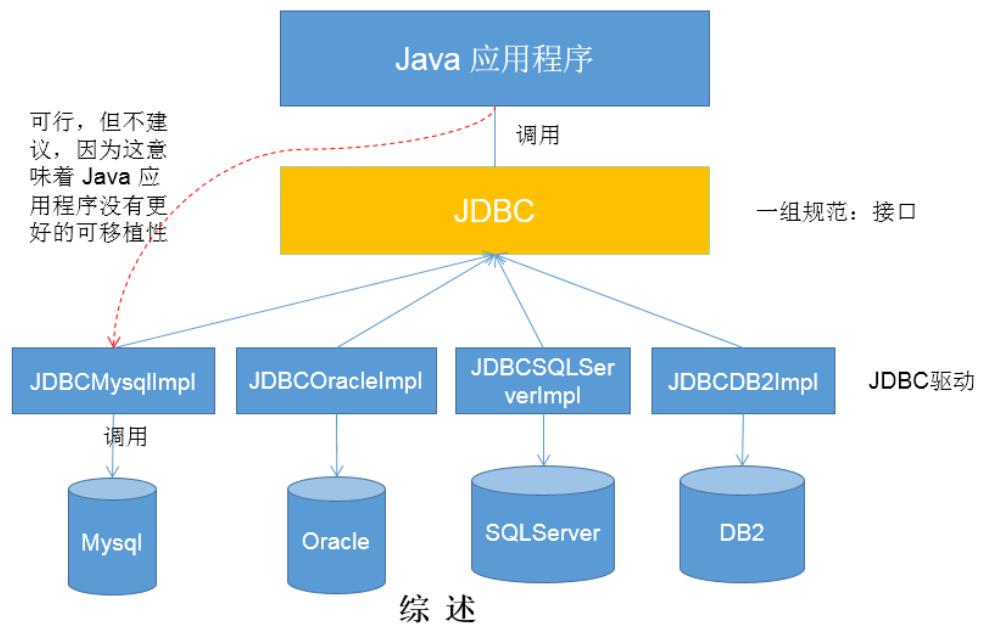 Java 应用程序
可行，但不建
议，因为这意
味着 Java 应
用程序没有更
好的可移植性
调用
JDBC
一组规范：接口
JDBCMysqlImpl
JDBCOracleImpl
JDBCSQLSer
verImpl
JDBCDB2Impl
JDBC驱动
调用
Mysql
Oracle
SQLServer
DB2
综 述